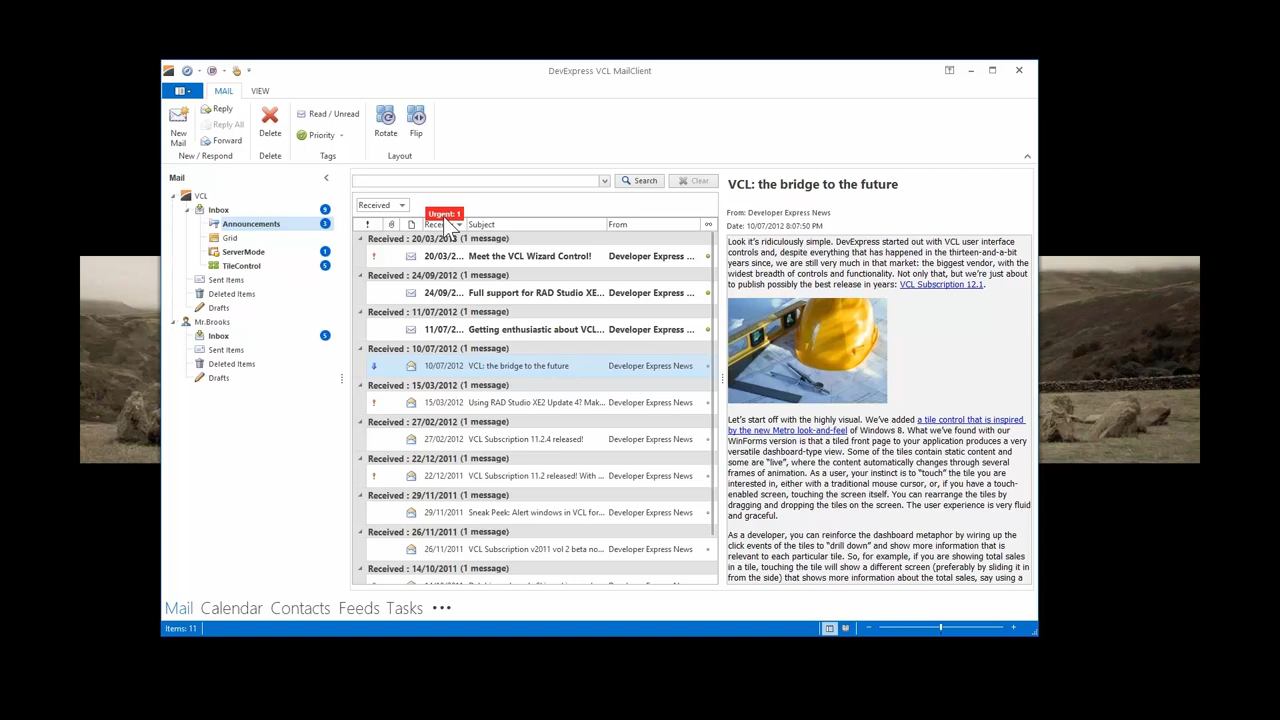 DevExpress VCL MailClient
MAIL VIEW
New Mail
Reply
Reply All
Forward
New / Respond
Delete
Delete
Read / Unread
Priority
Tags
Rotate
Flip
Layout
Mail
VCL
Inbox 9
Announcements 3
Grid
ServerMode 1
TileControl 5
Sent Items
Deleted Items
Drafts
Mr.Brooks
Inbox 5
Sent Items
Deleted Items
Drafts
Search Clear
Received
Urgent: 1
Subject From
Received : 20/03/2013 (1 message)
20/03/2... Meet the VCL Wizard Control! Developer Express ...
Received : 24/09/2012 (1 message)
24/09/2... Full support for RAD Studio XE... Developer Express ...
Received : 11/07/2012 (1 message)
11/07/2... Getting enthusiastic about VCL... Developer Express ...
Received : 10/07/2012 (1 message)
10/07/2012 VCL: the bridge to the future Developer Express News
Received : 15/03/2012 (1 message)
15/03/2012 Using RAD Studio XE2 Update 4? Mak... Developer Express News
Received : 27/02/2012 (1 message)
27/02/2012 VCL Subscription 11.2.4 released! Developer Express News
Received : 22/12/2011 (1 message)
22/12/2011 VCL Subscription 11.2 released! With ... Developer Express News
Received : 29/11/2011 (1 message)
29/11/2011 Sneak Peek: Alert windows in VCL for... Developer Express News
Received : 26/11/2011 (1 message)
26/11/2011 VCL Subscription v2011 vol 2 beta no... Developer Express News
Received : 14/10/2011 (1 message)
VCL: the bridge to the future
From: Developer Express News
Date: 10/07/2012 8:07:50 PM
Look it's ridiculously simple. DevExpress started out with VCL user interface
controls and, despite everything that has happened in the thirteen-and-a-bit
years since, we are still very much in that market: the biggest vendor, with the
widest breadth of controls and functionality. Not only that, but we're just about
to publish possibly the best release in years: VCL Subscription 12.1.
Let's start off with the highly visual. We've added a tile control that is inspired
by the new Metro look-and-feel of Windows 8. What we've found with our
WinForms version is that a tiled front page to your application produces a very
versatile dashboard-type view. Some of the tiles contain static content and
some are "live", where the content automatically changes through several
frames of animation. As a user, your instinct is to "touch" the tile you are
interested in, either with a traditional mouse cursor, or, if you have a touch-
enabled screen, touching the screen itself. You can rearrange the tiles by
dragging and dropping the tiles on the screen. The user experience is very fluid
and graceful.
As a developer, you can reinforce the dashboard metaphor by wiring up the
click events of the tiles to "drill down" and show more information that is
relevant to each particular tile. So, for example, if you are showing total sales
in a tile, touching the tile will show a different screen (preferably by sliding it in
from the side) that shows more information about the total sales, say using a
Mail Calendar Contacts Feeds Tasks •••
Items: 11